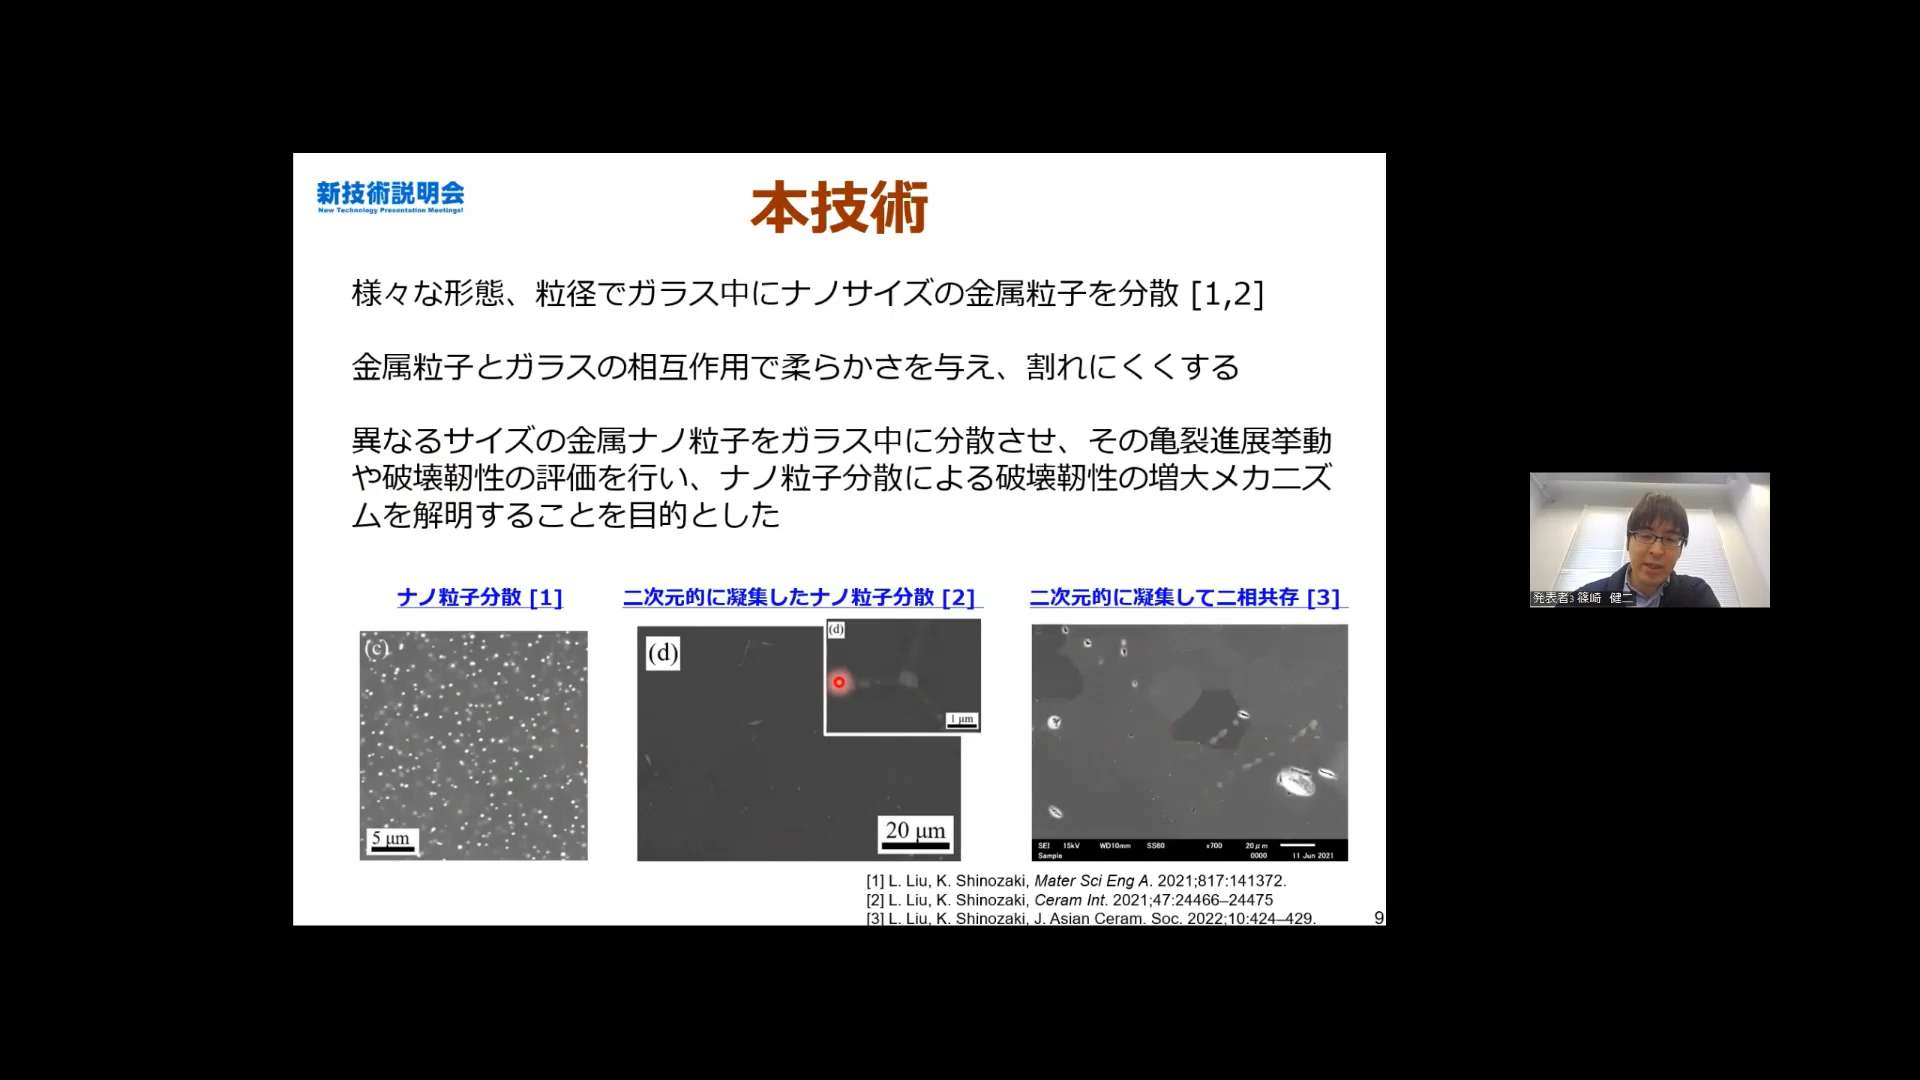 新技術説明会
New Technology Presentation Meetings!
本技術
様々な形態、粒径でガラス中にナノサイズの金属粒子を分散 [1,2]
金属粒子とガラスの相互作用で柔らかさを与え、割れにくくする
異なるサイズの金属ナノ粒子をガラス中に分散させ、その亀裂進展挙動
や破壊靭性の評価を行い、ナノ粒子分散による破壊靭性の増大メカニズ
ムを解明することを目的とした
ナノ粒子分散 [1]
二次元的に凝集したナノ粒子分散 [2]
二次元的に凝集して二相共存 [3]
(c)
5 μm
(d)
(d)
1 μm
20 μm
SEI 15kV WD10mm SS60 x700 20μm
Sample 0000 11 Jun 2021
[1] L. Liu, K. Shinozaki, Mater Sci Eng A. 2021;817:141372.
[2] L. Liu, K. Shinozaki, Ceram Int. 2021;47:24466–24475
[3] L. Liu, K. Shinozaki, J. Asian Ceram. Soc. 2022;10:424–429.
9
発表者3 篠崎 健二